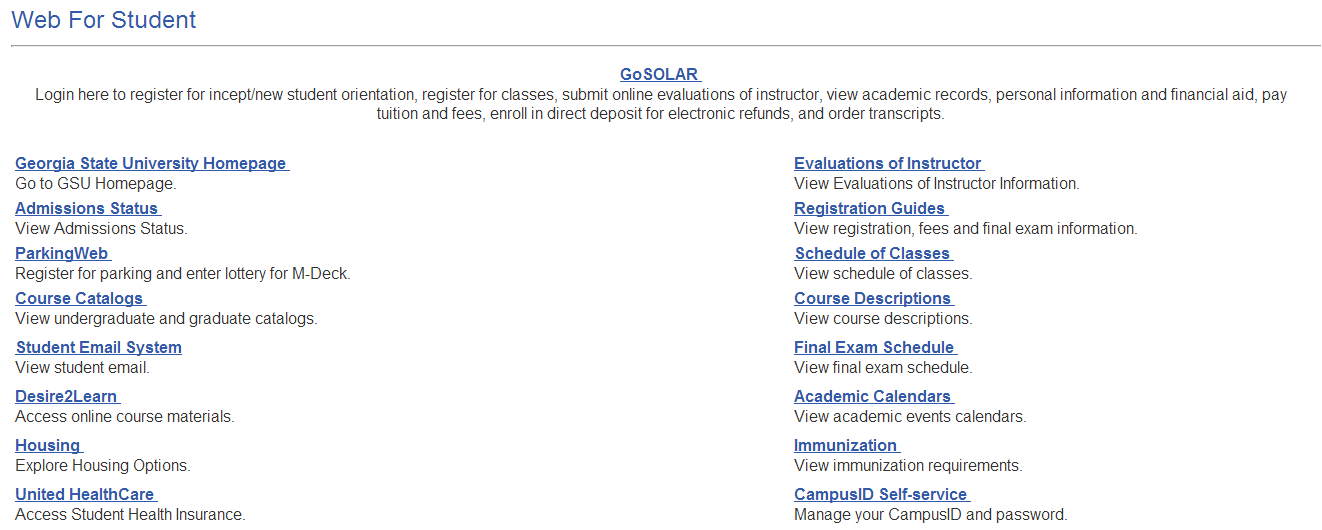 Web For Student
GoSOLAR
Login here to register for incept/new student orientation, register for classes, submit online evaluations of instructor, view academic records, personal information and financial aid, pay
tuition and fees, enroll in direct deposit for electronic refunds, and order transcripts.
Georgia State University Homepage
Go to GSU Homepage.
Admissions Status
View Admissions Status.
ParkingWeb
Register for parking and enter lottery for M-Deck.
Course Catalogs
View undergraduate and graduate catalogs.
Student Email System
View student email.
Desire2Learn
Access online course materials.
Housing
Explore Housing Options.
United HealthCare
Access Student Health Insurance.
Evaluations of Instructor
View Evaluations of Instructor Information.
Registration Guides
View registration, fees and final exam information.
Schedule of Classes
View schedule of classes.
Course Descriptions
View course descriptions.
Final Exam Schedule
View final exam schedule.
Academic Calendars
View academic events calendars.
Immunization
View immunization requirements.
CampusID Self-service
Manage your CampusID and password.